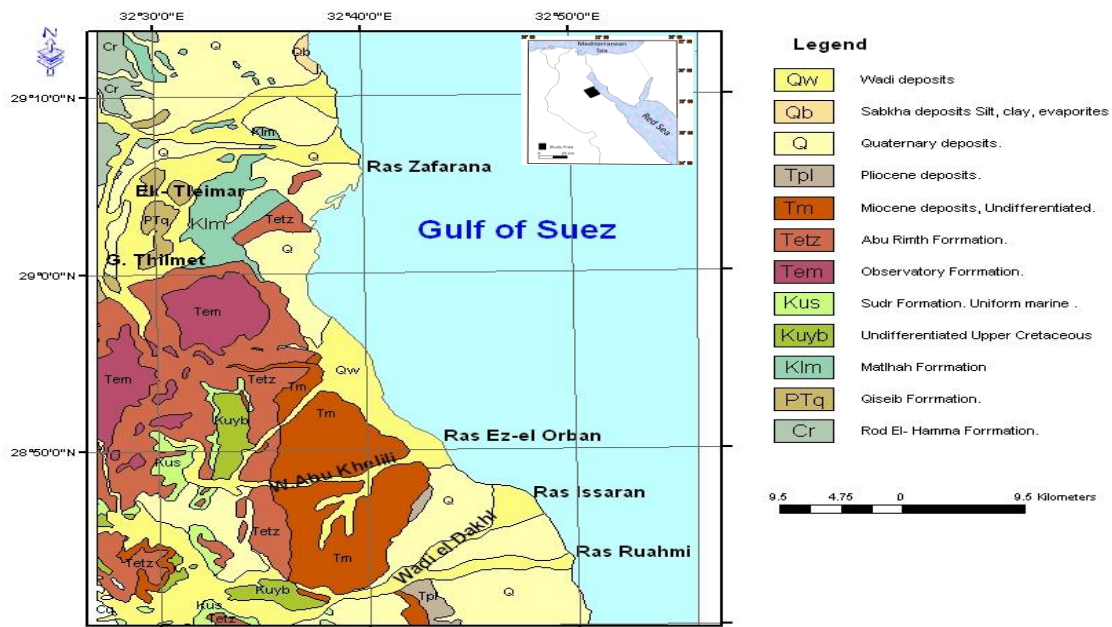 32°30'0"E
32°40'0"E
32°50'0"E
N
29°10'0"N
29°0'0"N
28°50'0"N
Cr
Q
Qb
Cr
Klm
Q
Q
Ras Zafarana
El-Tleimar
PTq
Klm
Tetz
Q
G. Thilmet
Gulf of Suez
Tem
Tem
Tetz
Qw
Tm
Tm
Kuyb
Kus
Ras Ez-el Orban
W.Abu Khelili
Ras Issaran
Q
Tetz
Wadi el Dakhl
Tm
Ras Ruahmi
Tetz
Kuyb
Tpl
Q
Kus
Tetz
Mediterranean
Sea
Red Sea
Study Area
Legend
Qw Wadi deposits
Qb Sabkha deposits Silt, clay, evaporites
Q Quaternary deposits.
Tpl Pliocene deposits.
Tm Miocene deposits, Undifferentiated.
Tetz Abu Rimth Forrmation.
Tem Observatory Forrmation.
Kus Sudr Formation. Uniform marine .
Kuyb Undifferentiated Upper Cretaceous
Klm Matlhah Forrmation
PTq Qiseib Forrmation.
Cr Rod El- Hamma Forrmation.
9.5 4.75 0 9.5 Kilometers